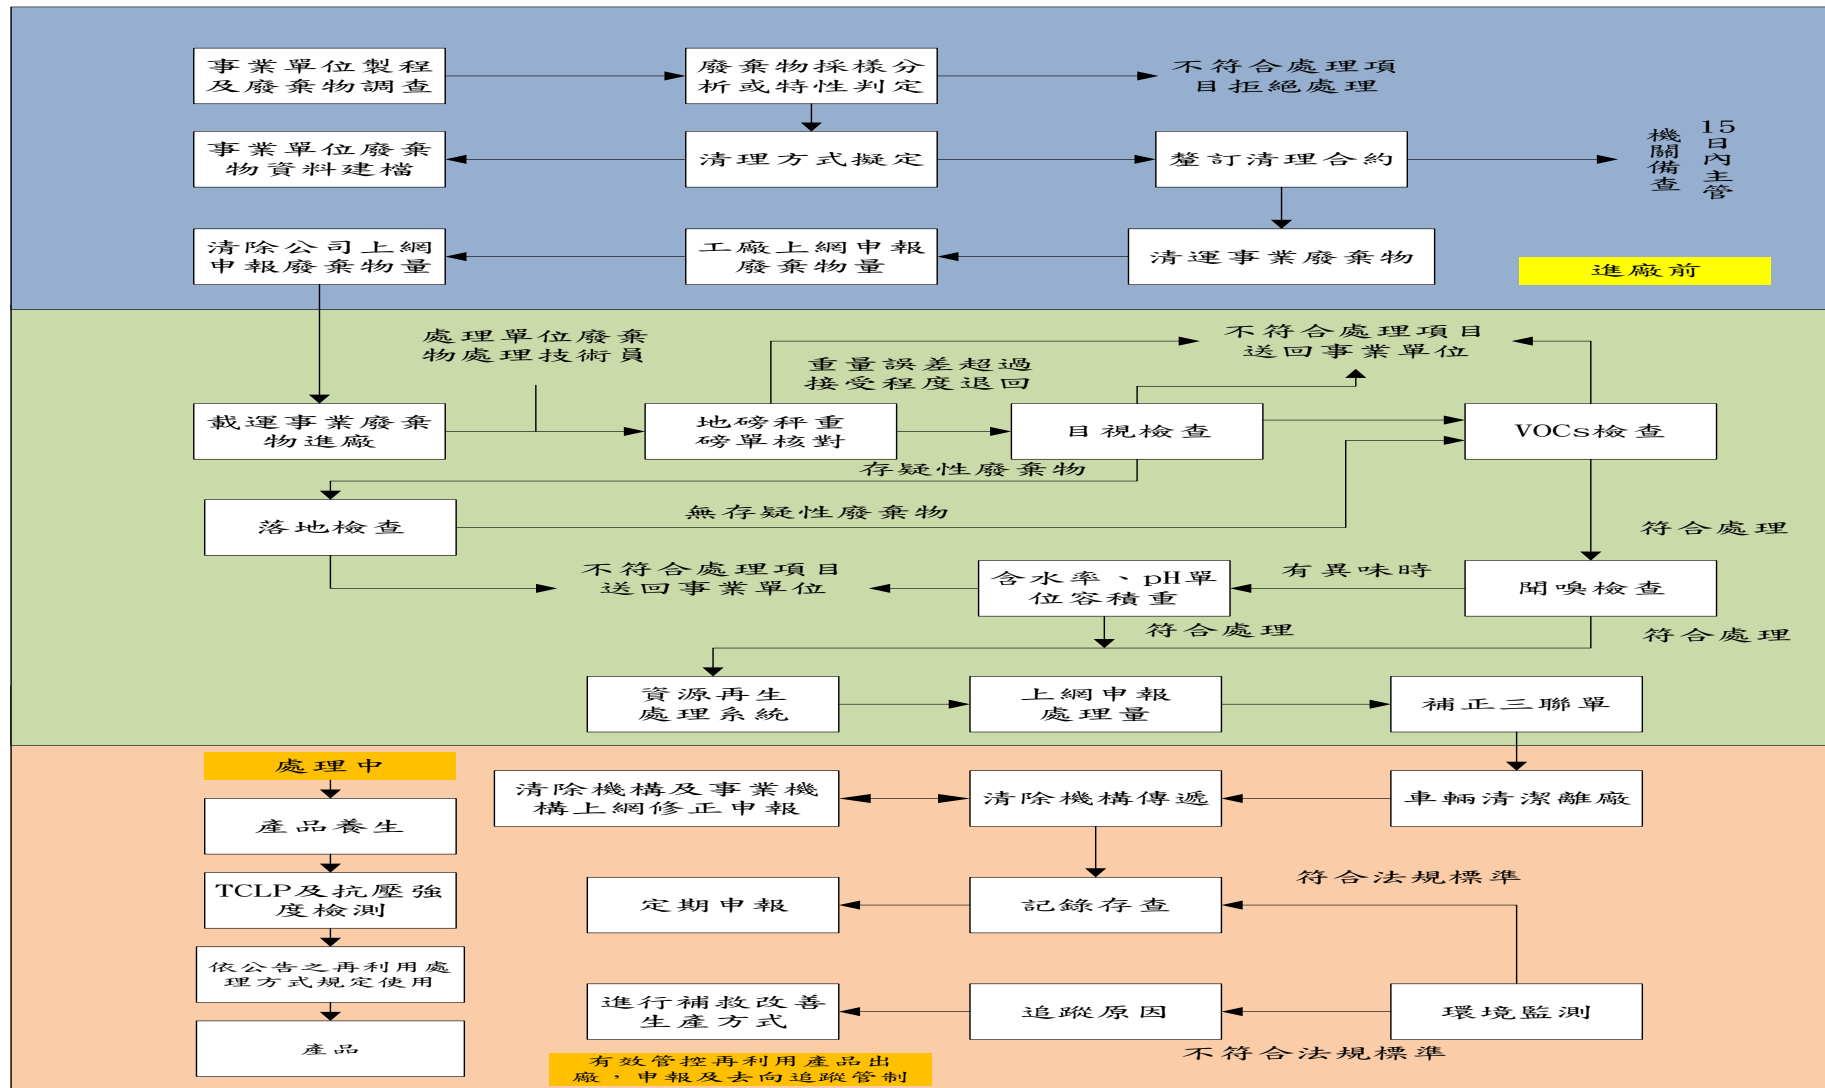 事業單位製程
及廢棄物調查
廢棄物採樣分
析或特性判定
不符合處理項
目拒絕處理
事業單位廢棄
物資料建檔
清理方式擬定
釐訂清理合約
15日內主管
機關備查
清除公司上網
申報廢棄物量
工廠上網申報
廢棄物量
清運事業廢棄物
進廠前
處理單位廢棄
物處理技術員
重量誤差超過
接受程度退回
不符合處理項目
送回事業單位
載運事業廢棄
物進廠
地磅秤重
磅單核對
目視檢查
VOCs檢查
存疑性廢棄物
落地檢查
無存疑性廢棄物
符合處理
不符合處理項目
送回事業單位
含水率、pH單
位容積重
有異味時
聞嗅檢查
符合處理
符合處理
資源再生
處理系統
上網申報
處理量
補正三聯單
處理中
產品養生
TCLP及抗壓強
度檢測
依公告之再利用處
理方式規定使用
產品
清除機構及事業機
構上網修正申報
清除機構傳遞
車輛清潔離廠
符合法規標準
定期申報
記錄存查
進行補救改善
生產方式
追蹤原因
環境監測
不符合法規標準
有效管控再利用產品出
廠，申報及去向追蹤管制